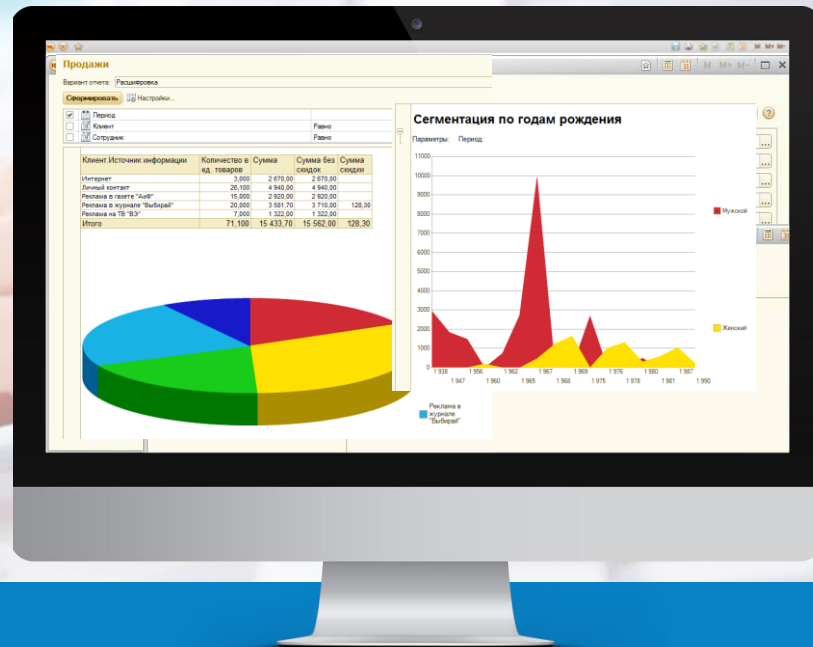 M M+ M-
Продажи
M M+ M-
Вариант отчета: Расшифровка
Сформировать Настройки...
Период
Клиент Равно
Сотрудник Равно
Клиент.Источник информации Количество в ед. товаров Сумма Сумма без скидок Сумма скидки
Интернет 3,000 2 670,00 2 670,00
Личный контакт 26,100 4 940,00 4 940,00
Реклама в газете "АиФ" 15,000 2 920,00 2 920,00
Реклама в журнале "Выбирай" 20,000 3 581,70 3 710,00 128,30
Реклама на ТВ "ВЭ" 7,000 1 322,00 1 322,00
Итого 71,100 15 433,70 15 562,00 128,30
Реклама в
журнале
"Выбирай"
Сегментация по годам рождения
Параметры: Период:
11000
10000
9000
8000
7000
6000
5000
4000
3000
2000
1000
0
Мужской
Женский
1 938 1 956 1 962 1 967 1 969 1 976 1 980 1 987
1 947 1 960 1 965 1 968 1 975 1 978 1 981 1 990